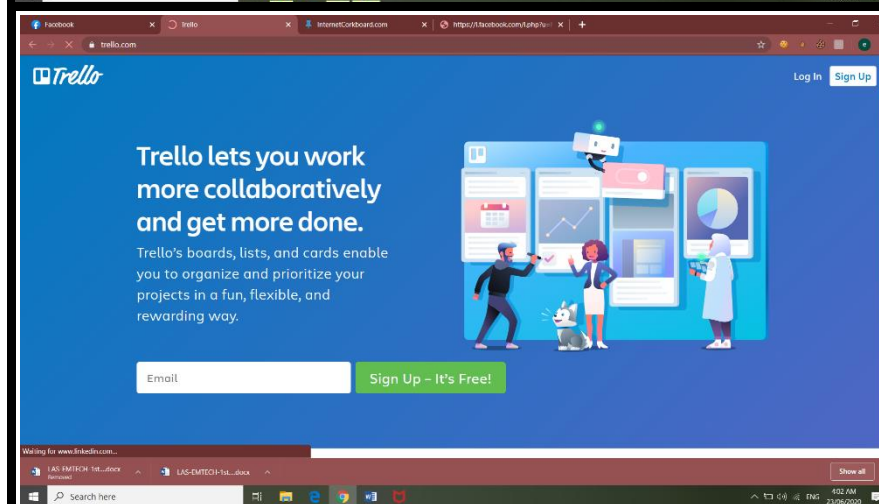 Facebook
Trello
InternetCorkboard.com
https://l.facebook.com/l.php?u=
trello.com
Trello
Log In
Sign Up
Trello lets you work
more collaboratively
and get more done.
Trello's boards, lists, and cards enable
you to organize and prioritize your
projects in a fun, flexible, and
rewarding way.
Email
Sign Up – It's Free!
Waiting for www.linkedin.com...
LAS-EMTECH-1st....docx
Removed
LAS-EMTECH-1st....docx
Show all
Search here
ENG
4:02 AM
23/06/2020